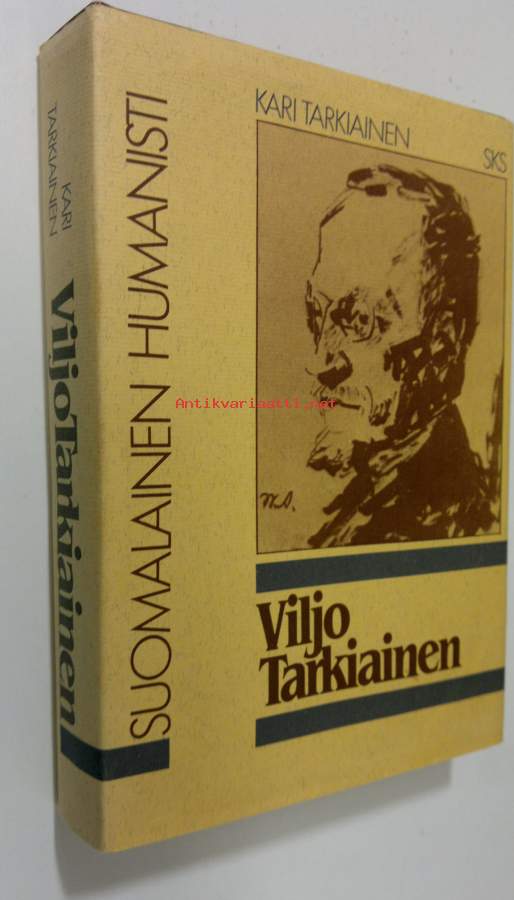 KARI
TARKIAINEN
Viljo Tarkiainen
SUOMALAINEN HUMANISTI
KARI TARKIAINEN
SKS
Antikvariaatti.net
Viljo
Tarkiainen